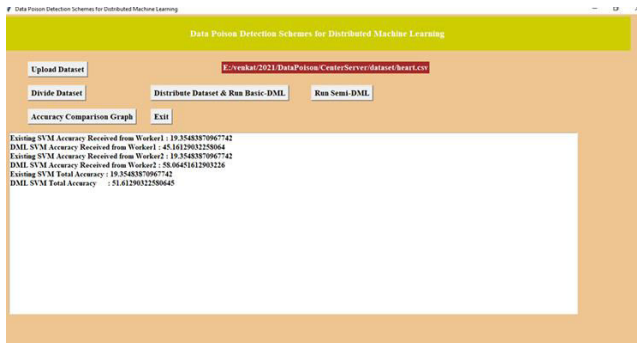 Data Poison Detection Schemes for Distributed Machine Learning
Data Poison Detection Schemes for Distributed Machine Learning
Upload Dataset
E:/venkat/2021/DataPoison/CenterServer/dataset/heart.csv
Divide Dataset
Distribute Dataset & Run Basic-DML
Run Semi-DML
Accuracy Comparison Graph
Exit
Existing SVM Accuracy Received from Worker1 : 19.35483870967742
DML SVM Accuracy Received from Worker1 : 45.16129032258064
Existing SVM Accuracy Received from Worker2 : 19.35483870967742
DML SVM Accuracy Received from Worker2 : 58.06451612903226
Existing SVM Total Accuracy : 19.35483870967742
DML SVM Total Accuracy : 51.61290322580645